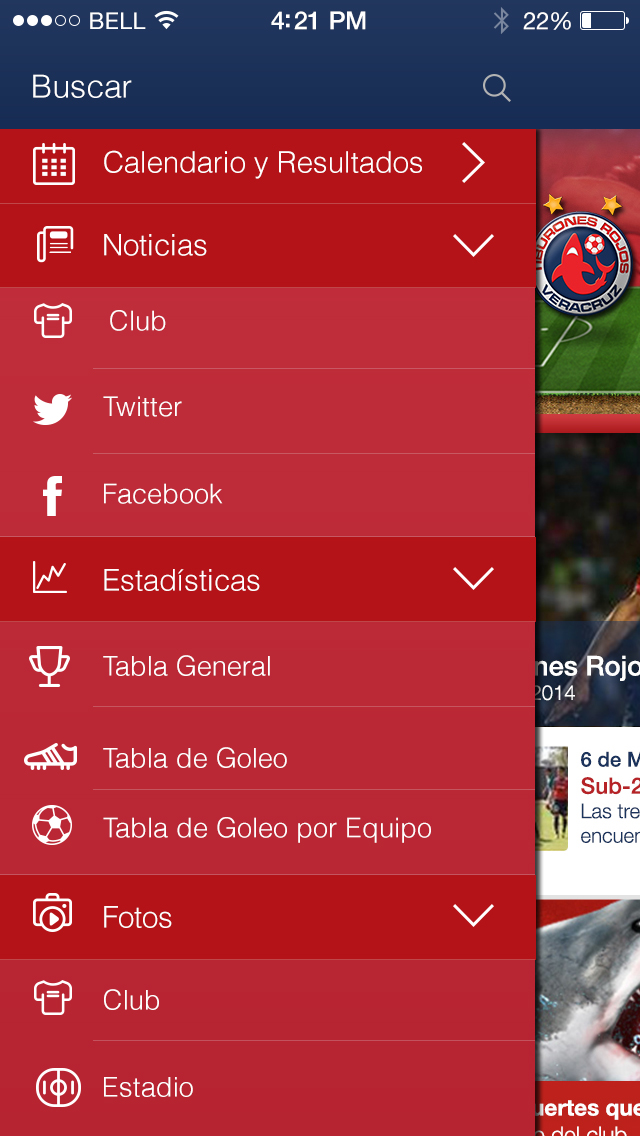 BELL 4:21 PM 22%
Buscar
Calendario y Resultados
Noticias
Club
Twitter
Facebook
Estadísticas
Tabla General
Tabla de Goleo
Tabla de Goleo por Equipo
Fotos
Club
Estadio
TIBURONES ROJOS
VERACRUZ
nes Rojo
2014
6 de M
Sub-2
Las tre
encuen
uertes que
del club